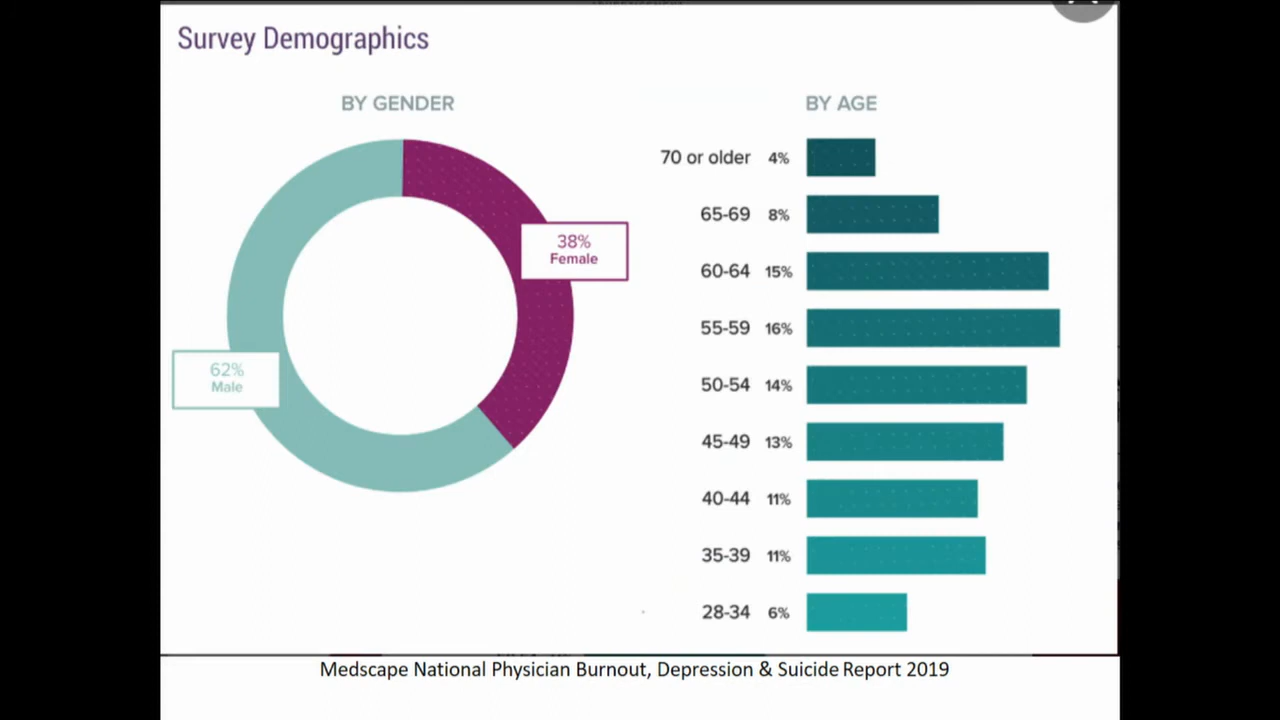 Survey Demographics
BY GENDER
38%
Female
62%
Male
BY AGE
70 or older 4%
65-69 8%
60-64 15%
55-59 16%
50-54 14%
45-49 13%
40-44 11%
35-39 11%
28-34 6%
Medscape National Physician Burnout, Depression & Suicide Report 2019